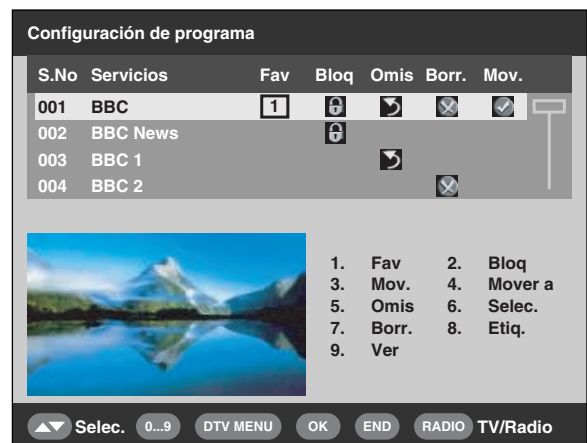 Configuración de programa
S.No Servicios Fav Bloq Omis Borr. Mov.
001 BBC 1
002 BBC News
003 BBC 1
004 BBC 2
1. Fav 2. Bloq
3. Mov. 4. Mover a
5. Omis 6. Selec.
7. Borr. 8. Etiq.
9. Ver
Selec. 0...9 DTV MENU OK END RADIO TV/Radio